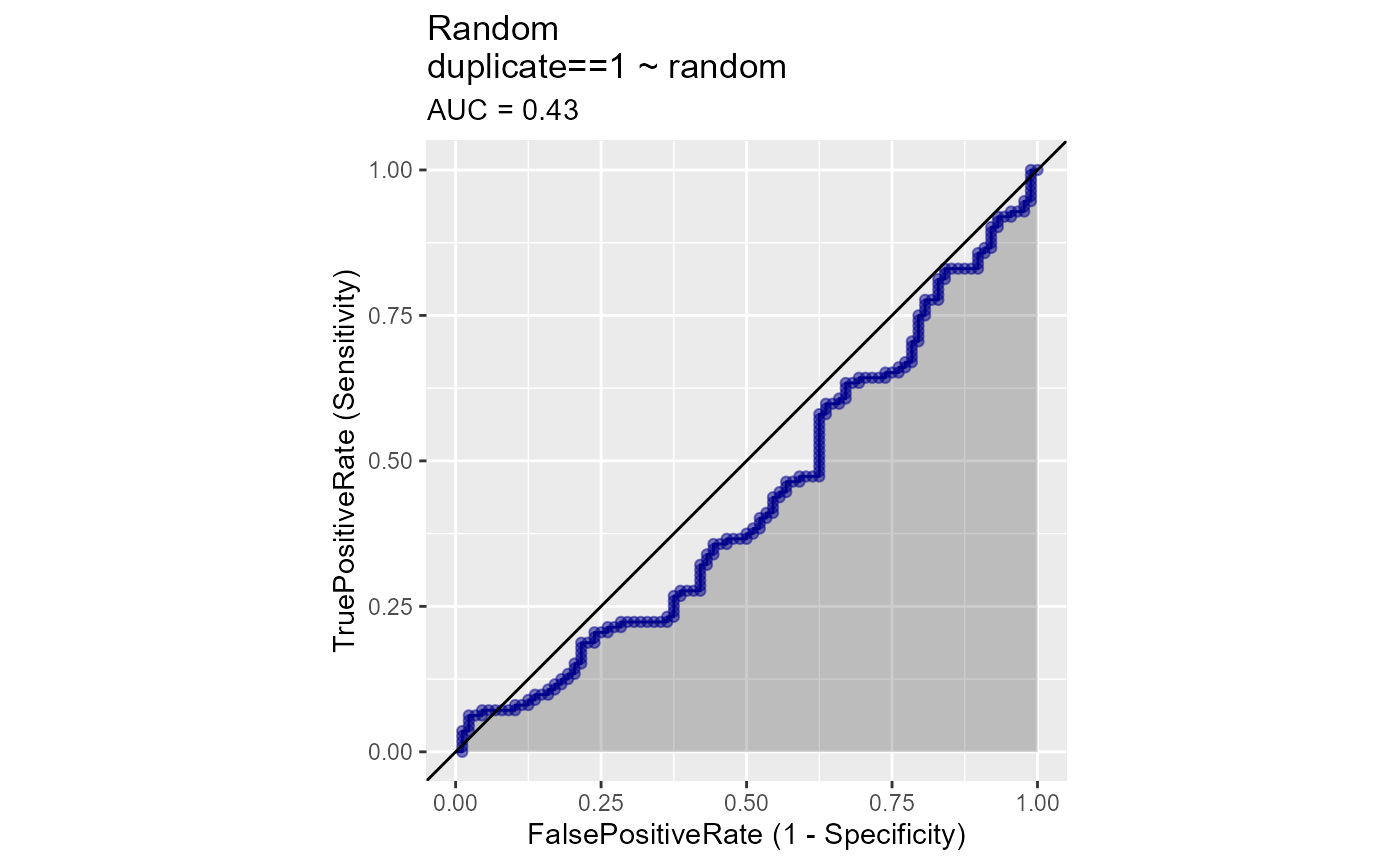 Random
duplicate==1 ~ random
AUC = 0.43
TruePositiveRate (Sensitivity)
1.00
0.75
0.50
0.25
0.00
0.00 0.25 0.50 0.75 1.00
FalsePositiveRate (1 - Specificity)